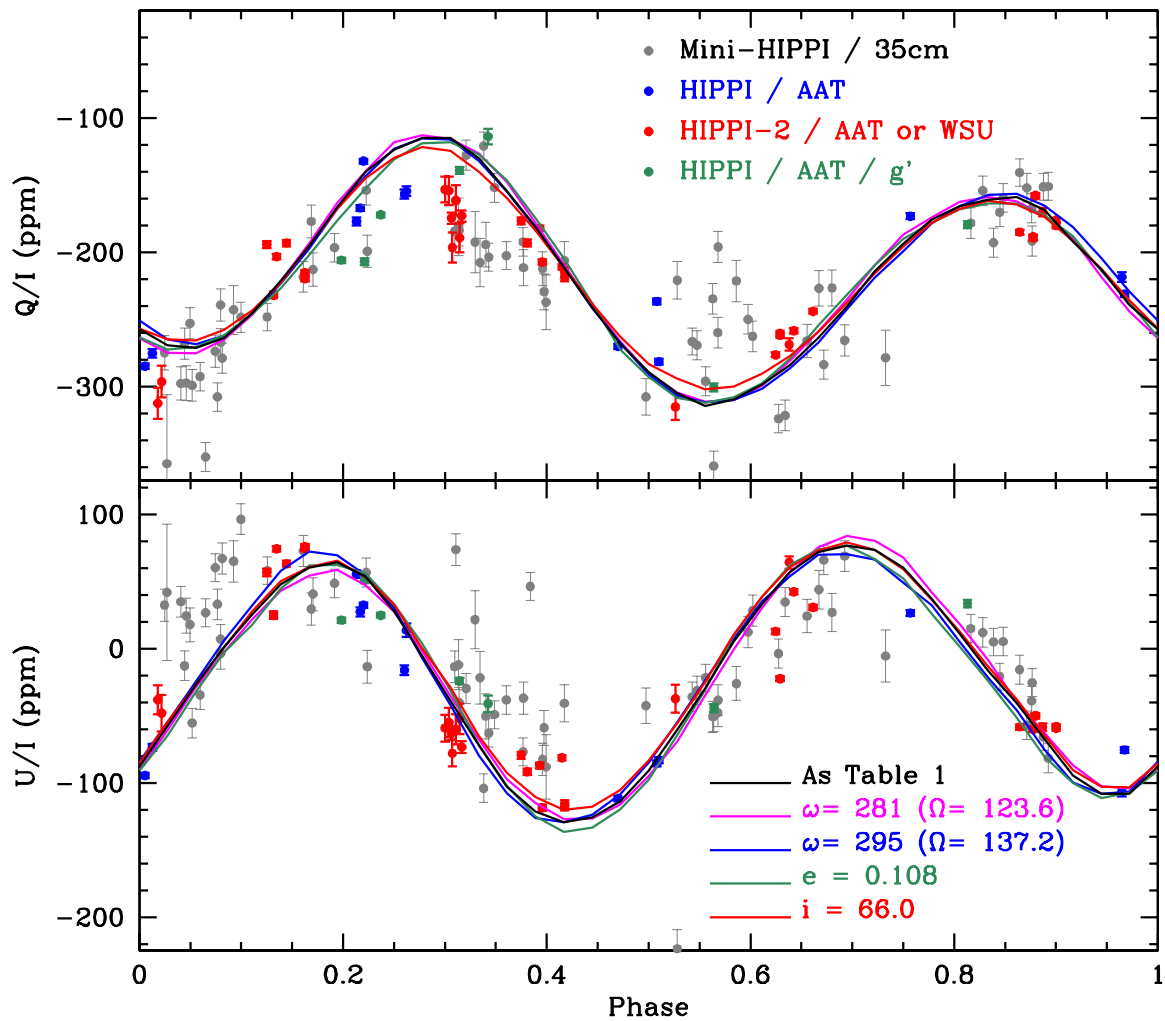 Mini-HIPPI / 35cm
HIPPI / AAT
HIPPI-2 / AAT or WSU
HIPPI / AAT / g'
-100
-200
-300
Q/I (ppm)
100
0
-100
-200
U/I (ppm)
As Table 1
ω= 281 (Ω= 123.6)
ω= 295 (Ω= 137.2)
e = 0.108
i = 66.0
0 0.2 0.4 0.6 0.8 1
Phase